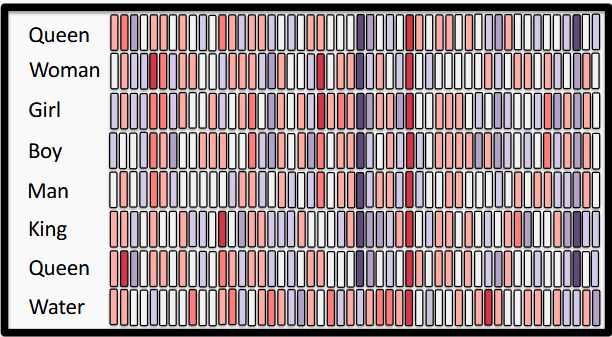 Queen
Woman
Girl
Boy
Man
King
Queen
Water